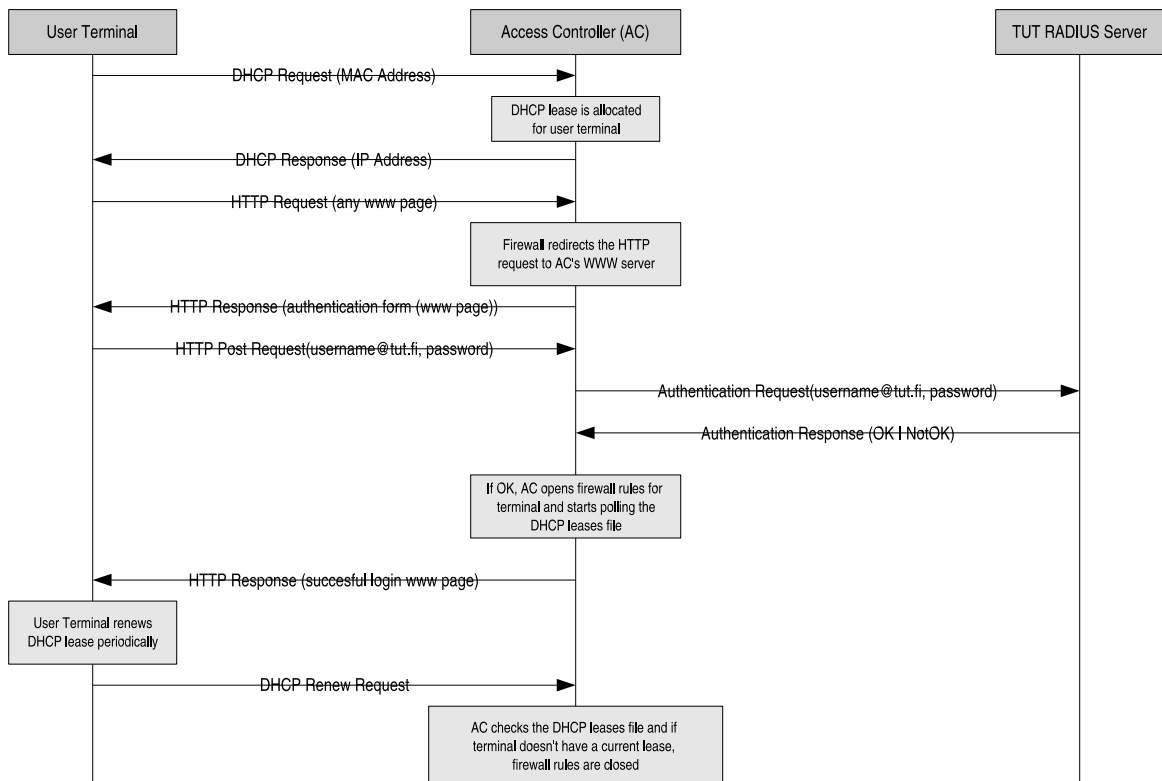 User Terminal
Access Controller (AC)
TUT RADIUS Server
DHCP Request (MAC Address)
DHCP lease is allocated
for user terminal
DHCP Response (IP Address)
HTTP Request (any www page)
Firewall redirects the HTTP
request to AC's WWW server
HTTP Response (authentication form (www page))
HTTP Post Request(username@tut.fi, password)
Authentication Request(username@tut.fi, password)
Authentication Response (OK | NotOK)
If OK, AC opens firewall rules for
terminal and starts polling the
DHCP leases file
HTTP Response (succesful login www page)
User Terminal renews
DHCP lease periodically
DHCP Renew Request
AC checks the DHCP leases file and if
terminal doesn't have a current lease,
firewall rules are closed